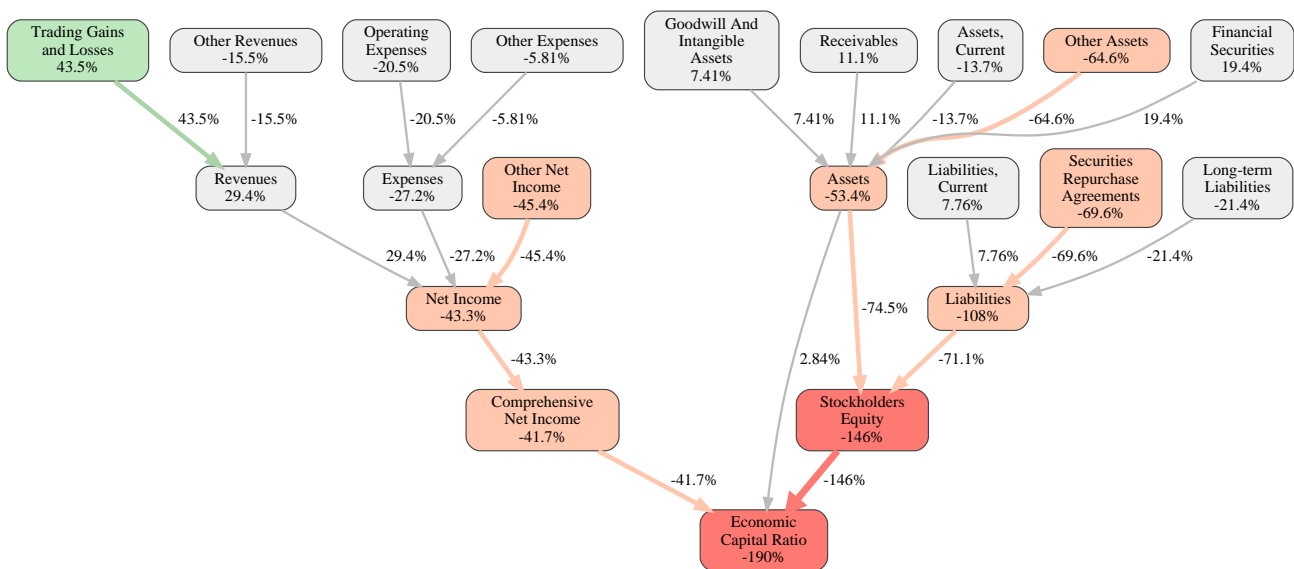 Trading Gains
and Losses
43.5%
Other Revenues
-15.5%
Operating
Expenses
-20.5%
Other Expenses
-5.81%
Goodwill And
Intangible
Assets
7.41%
Receivables
11.1%
Assets,
Current
-13.7%
Other Assets
-64.6%
Financial
Securities
19.4%
43.5%
-15.5%
-20.5%
-5.81%
7.41%
11.1%
-13.7%
-64.6%
19.4%
Revenues
29.4%
Expenses
-27.2%
Other Net
Income
-45.4%
Assets
-53.4%
Liabilities,
Current
7.76%
Securities
Repurchase
Agreements
-69.6%
Long-term
Liabilities
-21.4%
29.4%
-27.2%
-45.4%
7.76%
-69.6%
-21.4%
Net Income
-43.3%
-74.5%
Liabilities
-108%
-43.3%
2.84%
-71.1%
Comprehensive
Net Income
-41.7%
Stockholders
Equity
-146%
-41.7%
-146%
Economic
Capital Ratio
-190%